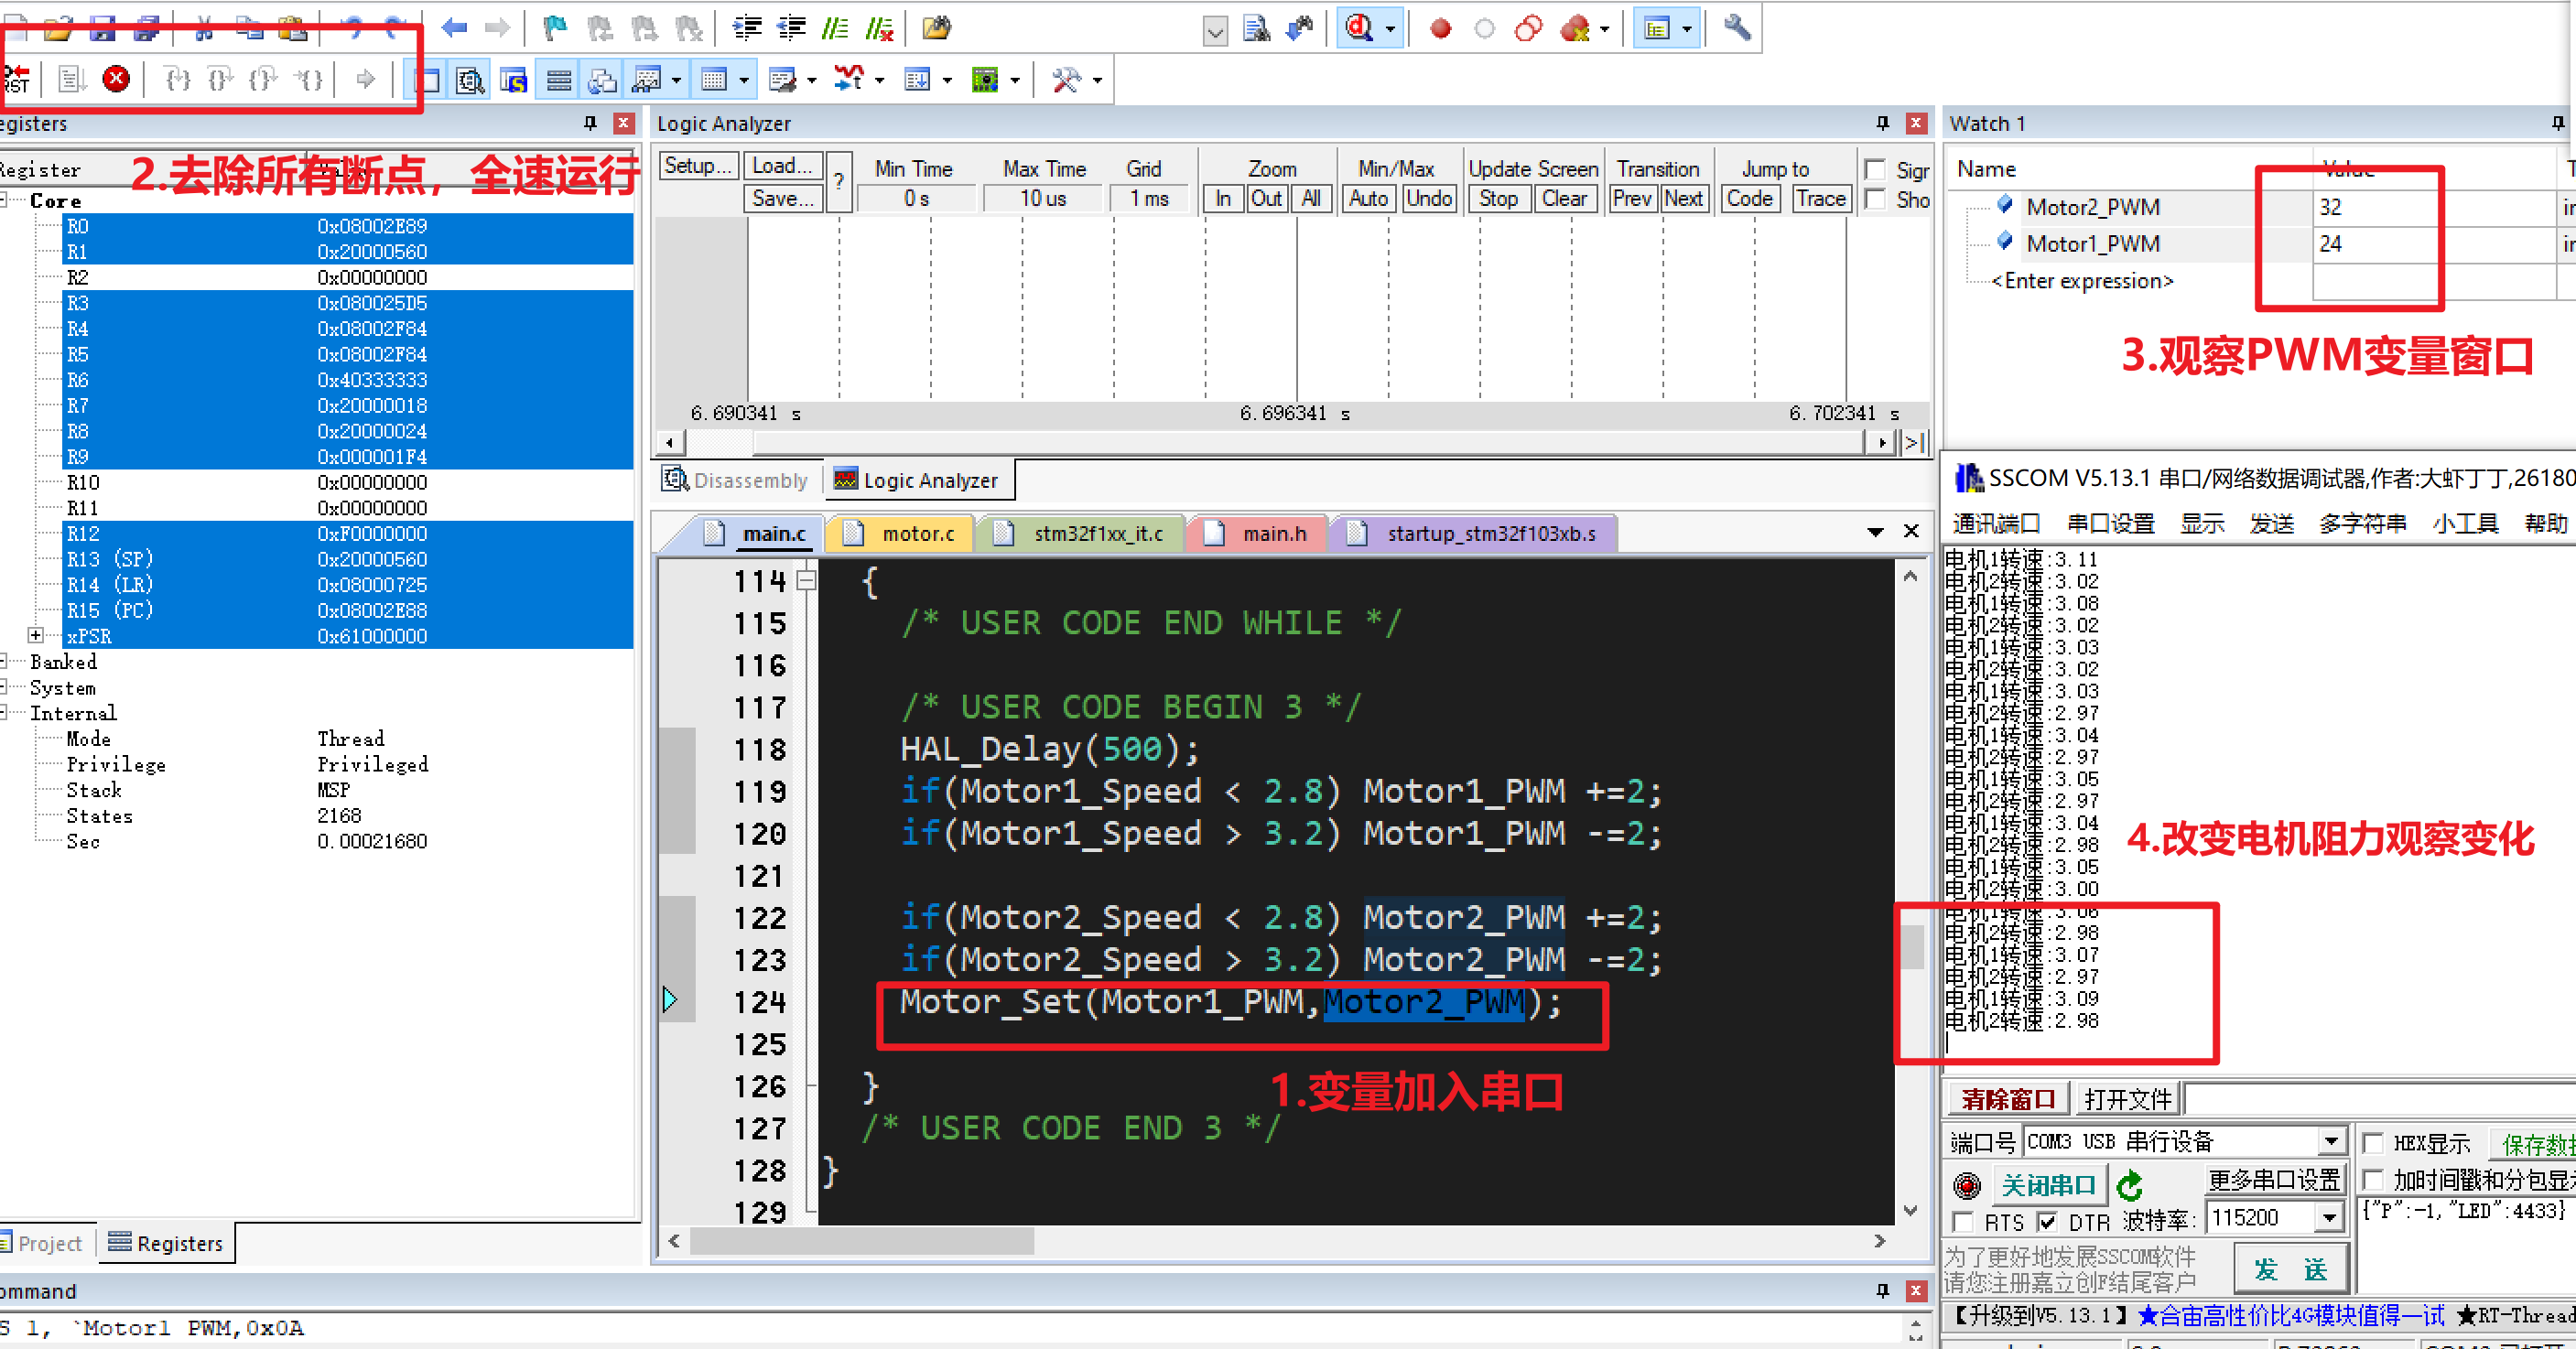 RST
egisters
Register
2.去除所有断点，全速运行
Core
R0 0x08002E89
R1 0x20000560
R2 0x00000000
R3 0x080025D5
R4 0x08002F84
R5 0x08002F84
R6 0x40333333
R7 0x20000018
R8 0x20000024
R9 0x000001F4
R10 0x00000000
R11 0x00000000
R12 0xF0000000
R13 (SP) 0x20000560
R14 (LR) 0x08000725
R15 (PC) 0x08002E88
xPSR 0x61000000
Banked
System
Internal
Mode Thread
Privilege Privileged
Stack MSP
States 2168
Sec 0.00021680
Project Registers
Logic Analyzer
Setup... Load... Min Time Max Time Grid Zoom Min/Max Update Screen Transition Jump to Sigr
Save... ? 0 s 10 us 1 ms In Out All Auto Undo Stop Clear Prev Next Code Trace Sho
6.690341 s 6.696341 s 6.702341 s
Disassembly Logic Analyzer
main.c motor.c stm32f1xx_it.c main.h startup_stm32f103xb.s
114 {
115 /* USER CODE END WHILE */
116
117 /* USER CODE BEGIN 3 */
118 HAL_Delay(500);
119 if(Motor1_Speed < 2.8) Motor1_PWM +=2;
120 if(Motor1_Speed > 3.2) Motor1_PWM -=2;
121
122 if(Motor2_Speed < 2.8) Motor2_PWM +=2;
123 if(Motor2_Speed > 3.2) Motor2_PWM -=2;
124 Motor_Set(Motor1_PWM,Motor2_PWM);
125
126 }
1.变量加入串口
127 /* USER CODE END 3 */
128 }
129
Watch 1
Name Value T
Motor2_PWM 32 in
Motor1_PWM 24 in
<Enter expression>
3.观察PWM变量窗口
SSCOM V5.13.1 串口/网络数据调试器,作者:大虾丁丁,26180
通讯端口 串口设置 显示 发送 多字符串 小工具 帮助
电机1转速:3.11
电机2转速:3.02
电机1转速:3.08
电机2转速:3.02
电机1转速:3.03
电机2转速:3.02
电机1转速:3.03
电机2转速:2.97
电机1转速:3.04
电机2转速:2.97
电机1转速:3.05
电机2转速:2.97
电机1转速:3.04
电机2转速:2.98
电机1转速:3.05
电机2转速:3.00
电机1转速:3.06
电机2转速:2.98
电机1转速:3.07
电机2转速:2.97
电机1转速:3.09
电机2转速:2.98
4.改变电机阻力观察变化
清除窗口 打开文件
端口号 COM3 USB 串行设备 HEX显示 保存数据
关闭串口 更多串口设置 加时间戳和分包显示
RTS DTR 波特率: 115200 {"P":-1,"LED":4433}
为了更好地发展SSCOM软件
请您注册嘉立创F结尾客户
发 送
【升级到V5.13.1】★合宙高性价比4G模块值得一试 ★RT-Thread
ommand
S 1, `Motor1_PWM,0x0A